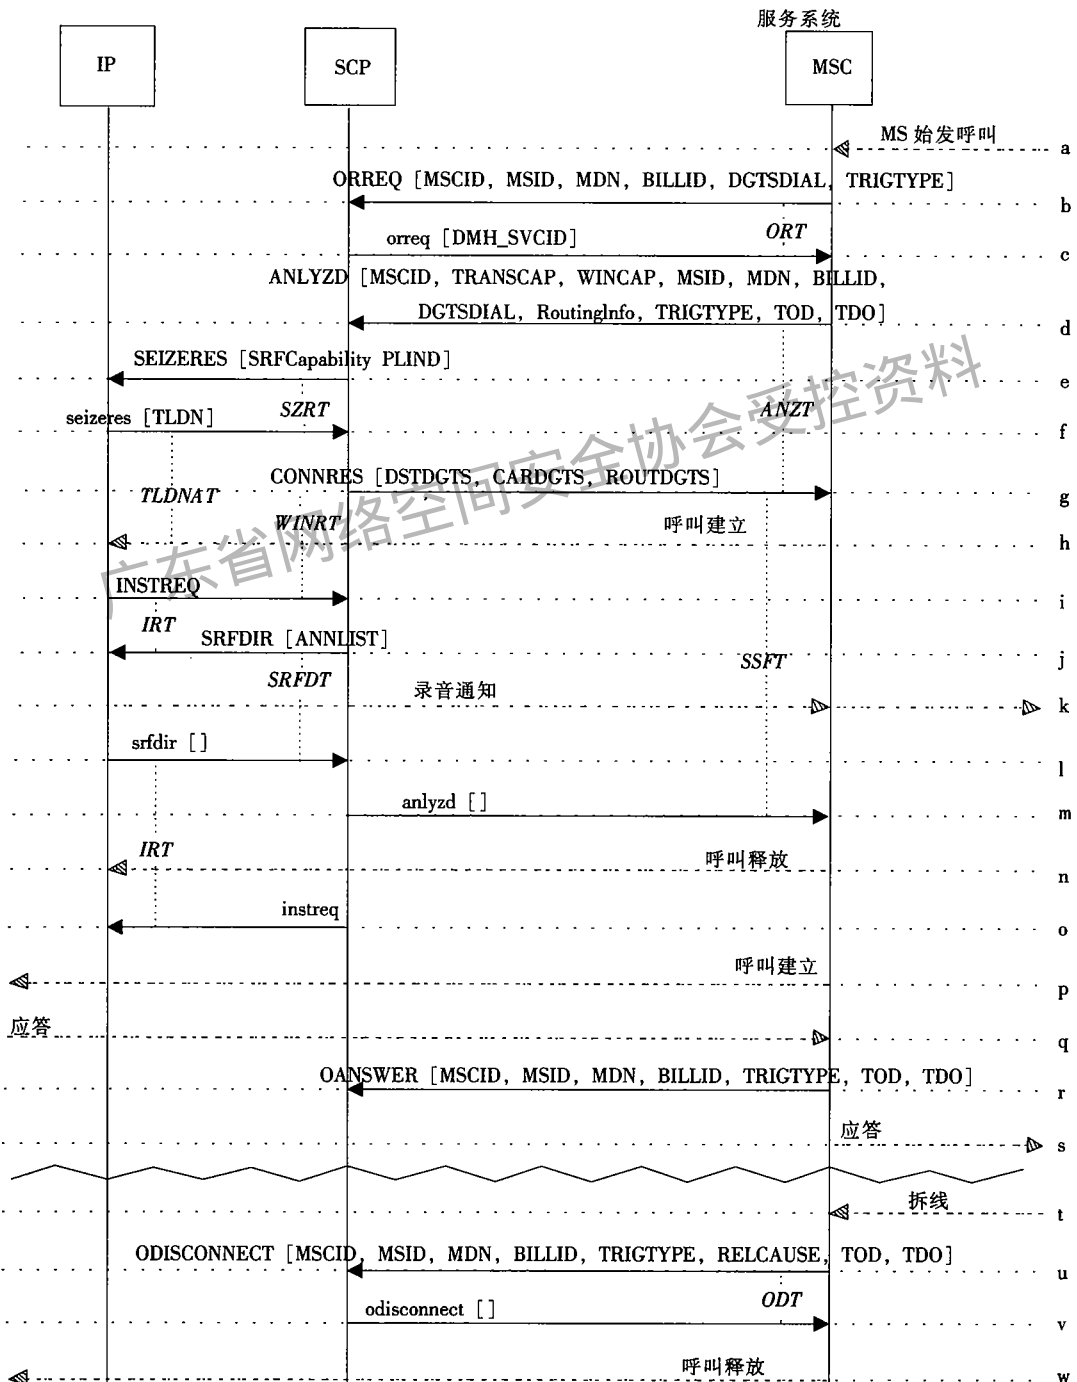 服务系统
IP
SCP
MSC
MS 始发呼叫
a
ORREQ [MSCID, MSID, MDN, BILLID, DGTSDIAL, TRIGTYPE]
b
ORT
orreq [DMH_SVCID]
c
ANLYZD [MSCID, TRANSCAP, WINCAP, MSID, MDN, BILLID,
DGTSDIAL, RoutingInfo, TRIGTYPE, TOD, TDO]
d
SEIZERES [SRFCapability PLIND]
e
seizeres [TLDN]
SZRT
ANZT
f
CONNRES [DSTDGTS, CARDGTS, ROUTDGTS]
g
TLDNAT
WINRT
呼叫建立
h
INSTREQ
i
IRT
SRFDIR [ANNLIST]
j
SSFT
SRFDT
录音通知
k
srfdir []
l
anlyzd []
m
IRT
呼叫释放
n
instreq
o
呼叫建立
p
应答
q
OANSWER [MSCID, MSID, MDN, BILLID, TRIGTYPE, TOD, TDO]
r
应答
s
拆线
t
ODISCONNECT [MSCID, MSID, MDN, BILLID, TRIGTYPE, RELCAUSE, TOD, TDO]
u
ODT
odisconnect []
v
呼叫释放
w
广东省网络空间安全协会受控资料